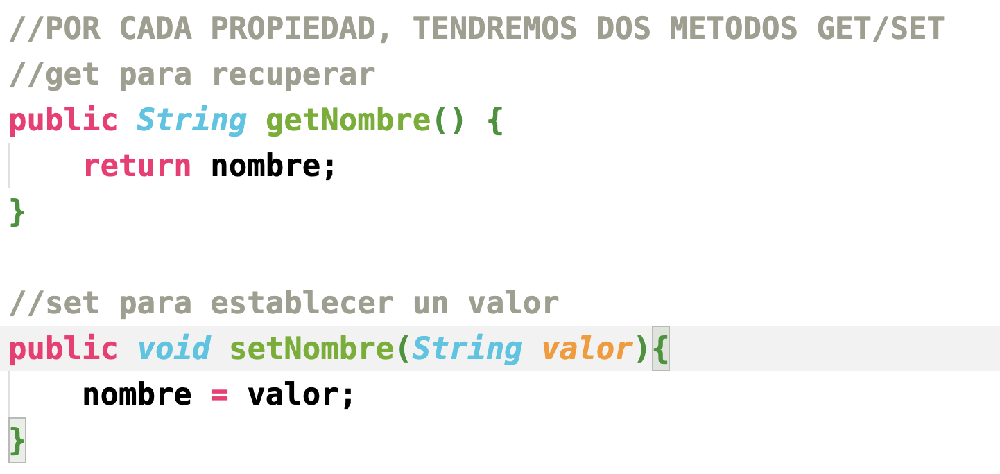 //POR CADA PROPIEDAD, TENDREMOS DOS METODOS GET/SET
//get para recuperar
public String getNombre() {
    return nombre;
}

//set para establecer un valor
public void setNombre(String valor){
    nombre = valor;
}